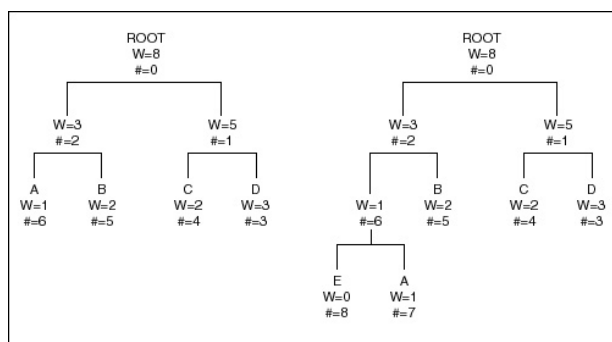 ROOT
W=8
#=0
W=3
#=2
W=5
#=1
A
W=1
#=6
B
W=2
#=5
C
W=2
#=4
D
W=3
#=3
ROOT
W=8
#=0
W=3
#=2
W=5
#=1
W=1
#=6
B
W=2
#=5
C
W=2
#=4
D
W=3
#=3
E
W=0
#=8
A
W=1
#=7